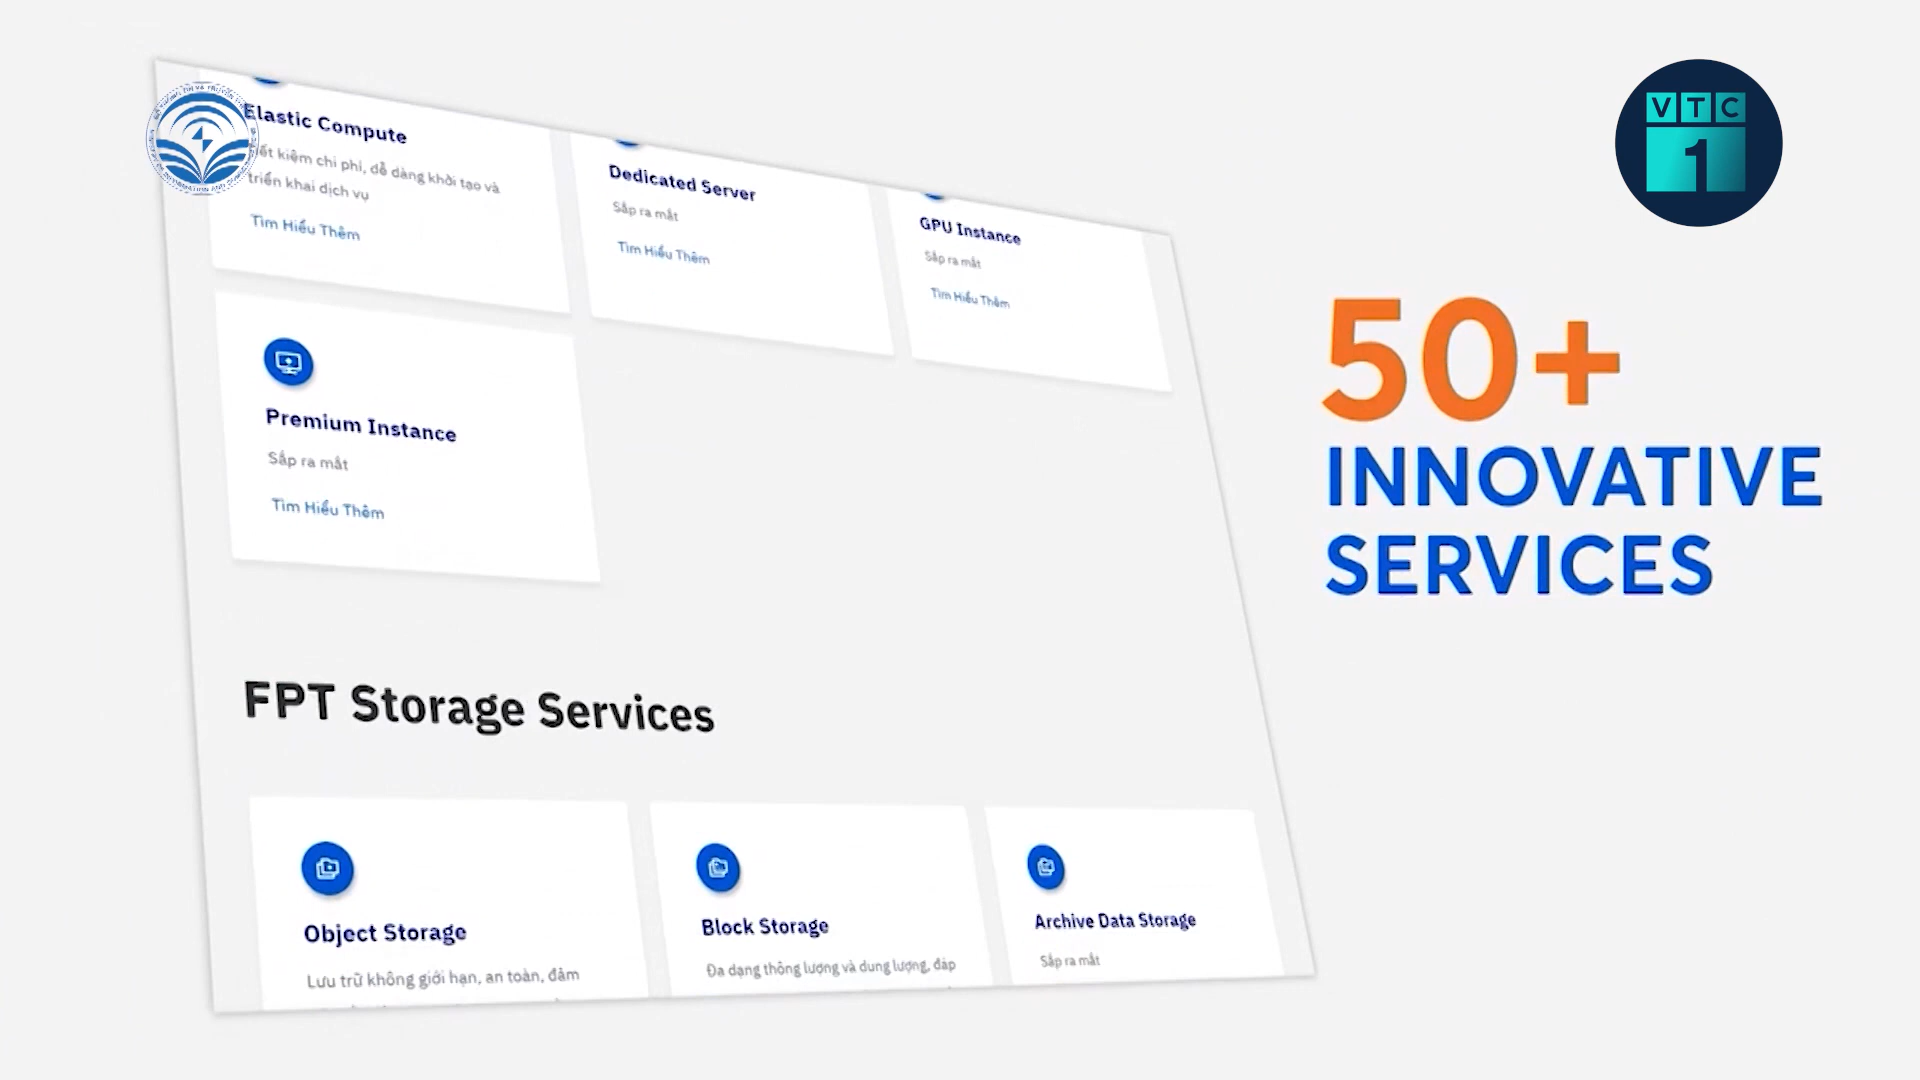 Elastic Compute
kiệm chi phí, dễ dàng khởi tạo và
triển khai dịch vụ
Tìm Hiểu Thêm
Dedicated Server
Sắp ra mắt
Tìm Hiểu Thêm
GPU Instance
Sắp ra mắt
Tìm Hiểu Thêm
VTC
1
50+
INNOVATIVE
SERVICES
Premium Instance
Sắp ra mắt
Tìm Hiểu Thêm
FPT Storage Services
Object Storage
Lưu trữ không giới hạn, an toàn, đảm
Block Storage
Đa dạng thông lượng và dung lượng, đáp
Archive Data Storage
Sắp ra mắt